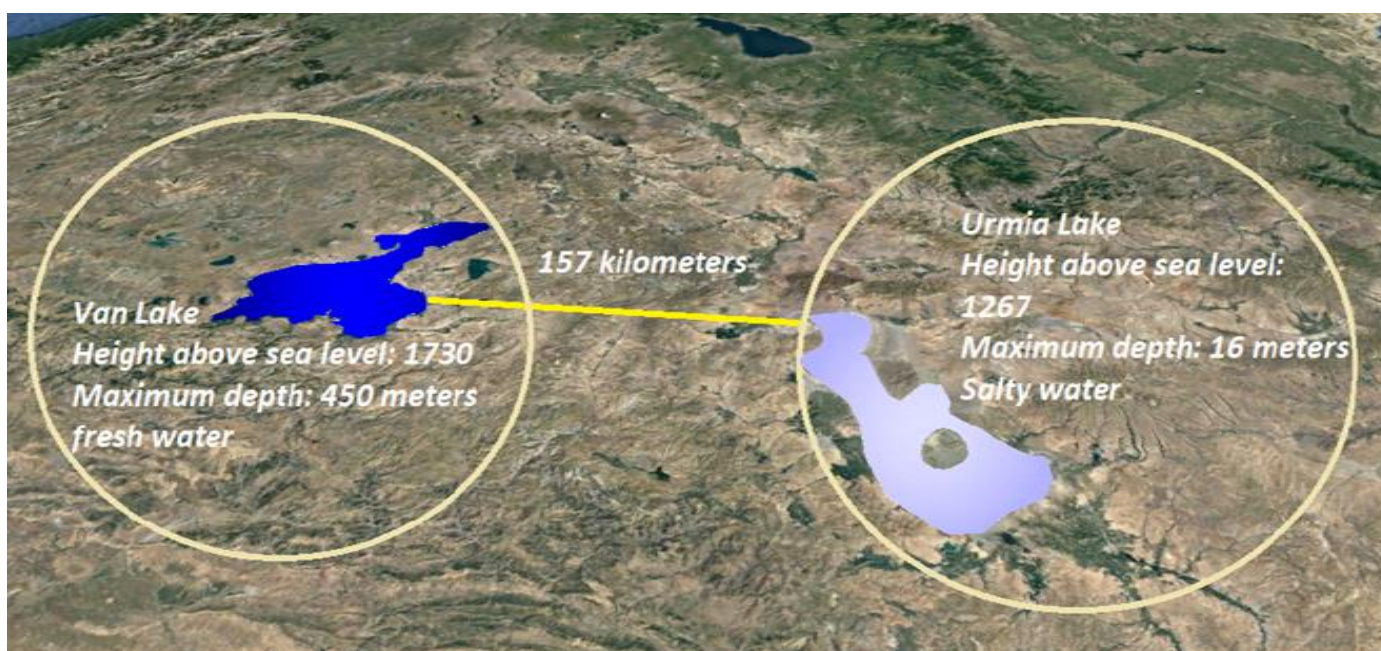 Van Lake
Height above sea level: 1730
Maximum depth: 450 meters
fresh water
157 kilometers
Urmia Lake
Height above sea level:
1267
Maximum depth: 16 meters
Salty water